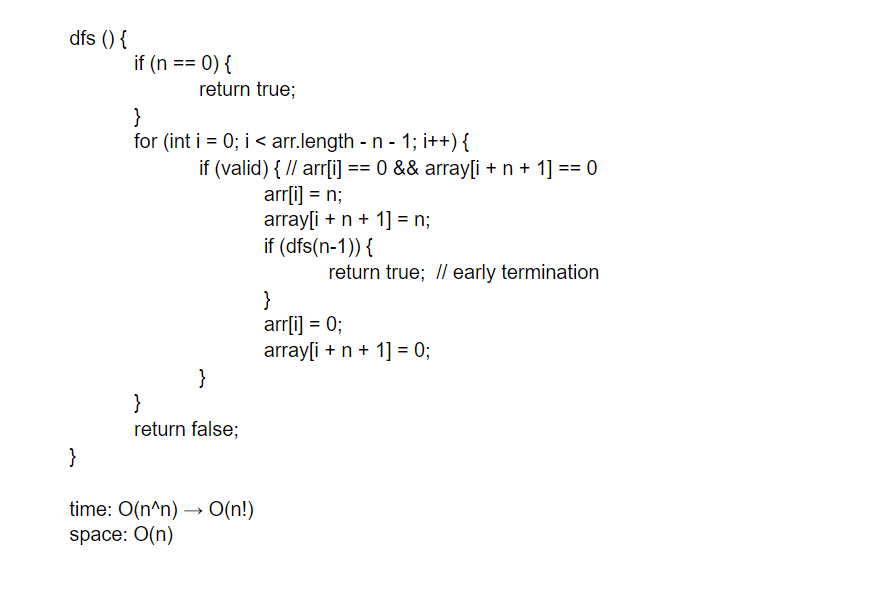 dfs () {
if (n == 0) {
return true;
}
for (int i = 0; i < arr.length - n - 1; i++) {
if (valid) { // arr[i] == 0 && array[i + n + 1] == 0
arr[i] = n;
array[i + n + 1] = n;
if (dfs(n-1)) {
return true;  // early termination
}
arr[i] = 0;
array[i + n + 1] = 0;
}
}
return false;
}
time: O(n^n) → O(n!)
space: O(n)